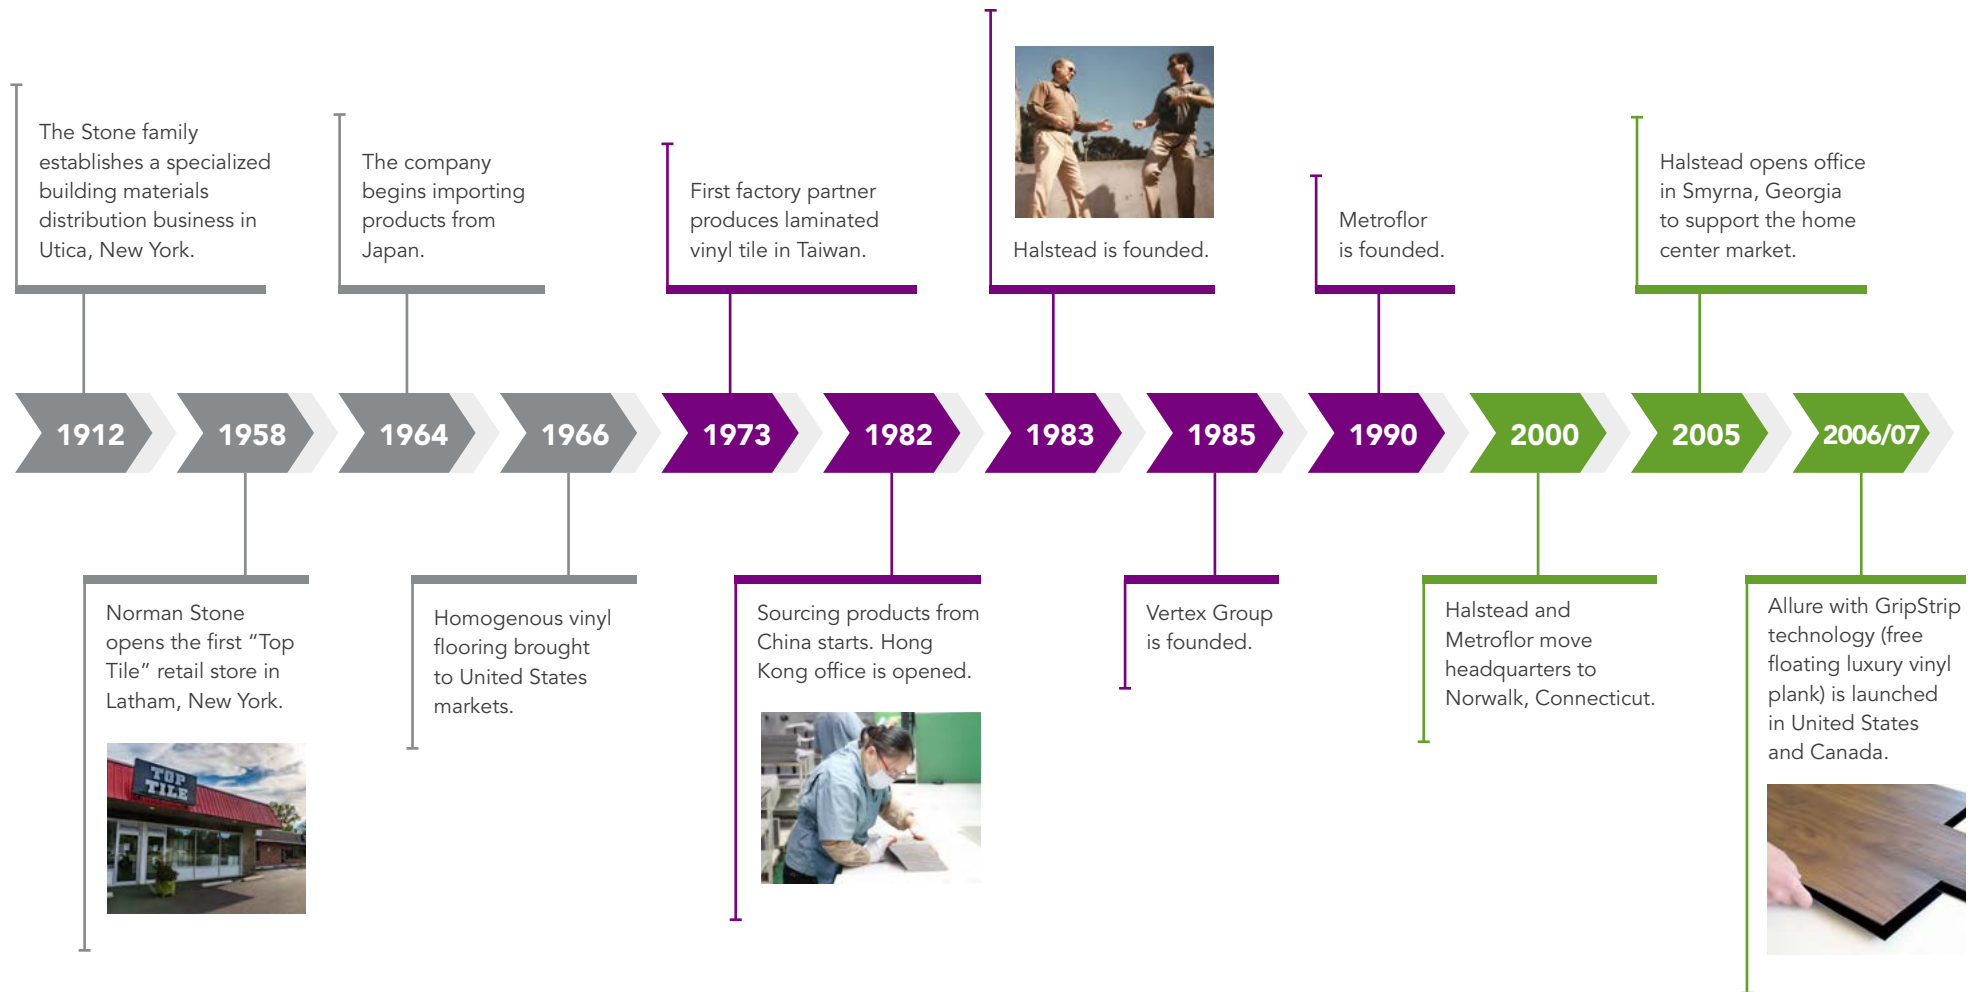 The Stone family
establishes a specialized
building materials
distribution business in
Utica, New York.
The company
begins importing
products from
Japan.
First factory partner
produces laminated
vinyl tile in Taiwan.
Halstead is founded.
Metroflor
is founded.
Halstead opens office
in Smyrna, Georgia
to support the home
center market.
1912
1958
1964
1966
1973
1982
1983
1985
1990
2000
2005
2006/07
Norman Stone
opens the first “Top
Tile” retail store in
Latham, New York.
TOP
TILE
Homogenous vinyl
flooring brought
to United States
markets.
Sourcing products from
China starts. Hong
Kong office is opened.
Vertex Group
is founded.
Halstead and
Metroflor move
headquarters to
Norwalk, Connecticut.
Allure with GripStrip
technology (free
floating luxury vinyl
plank) is launched
in United States
and Canada.